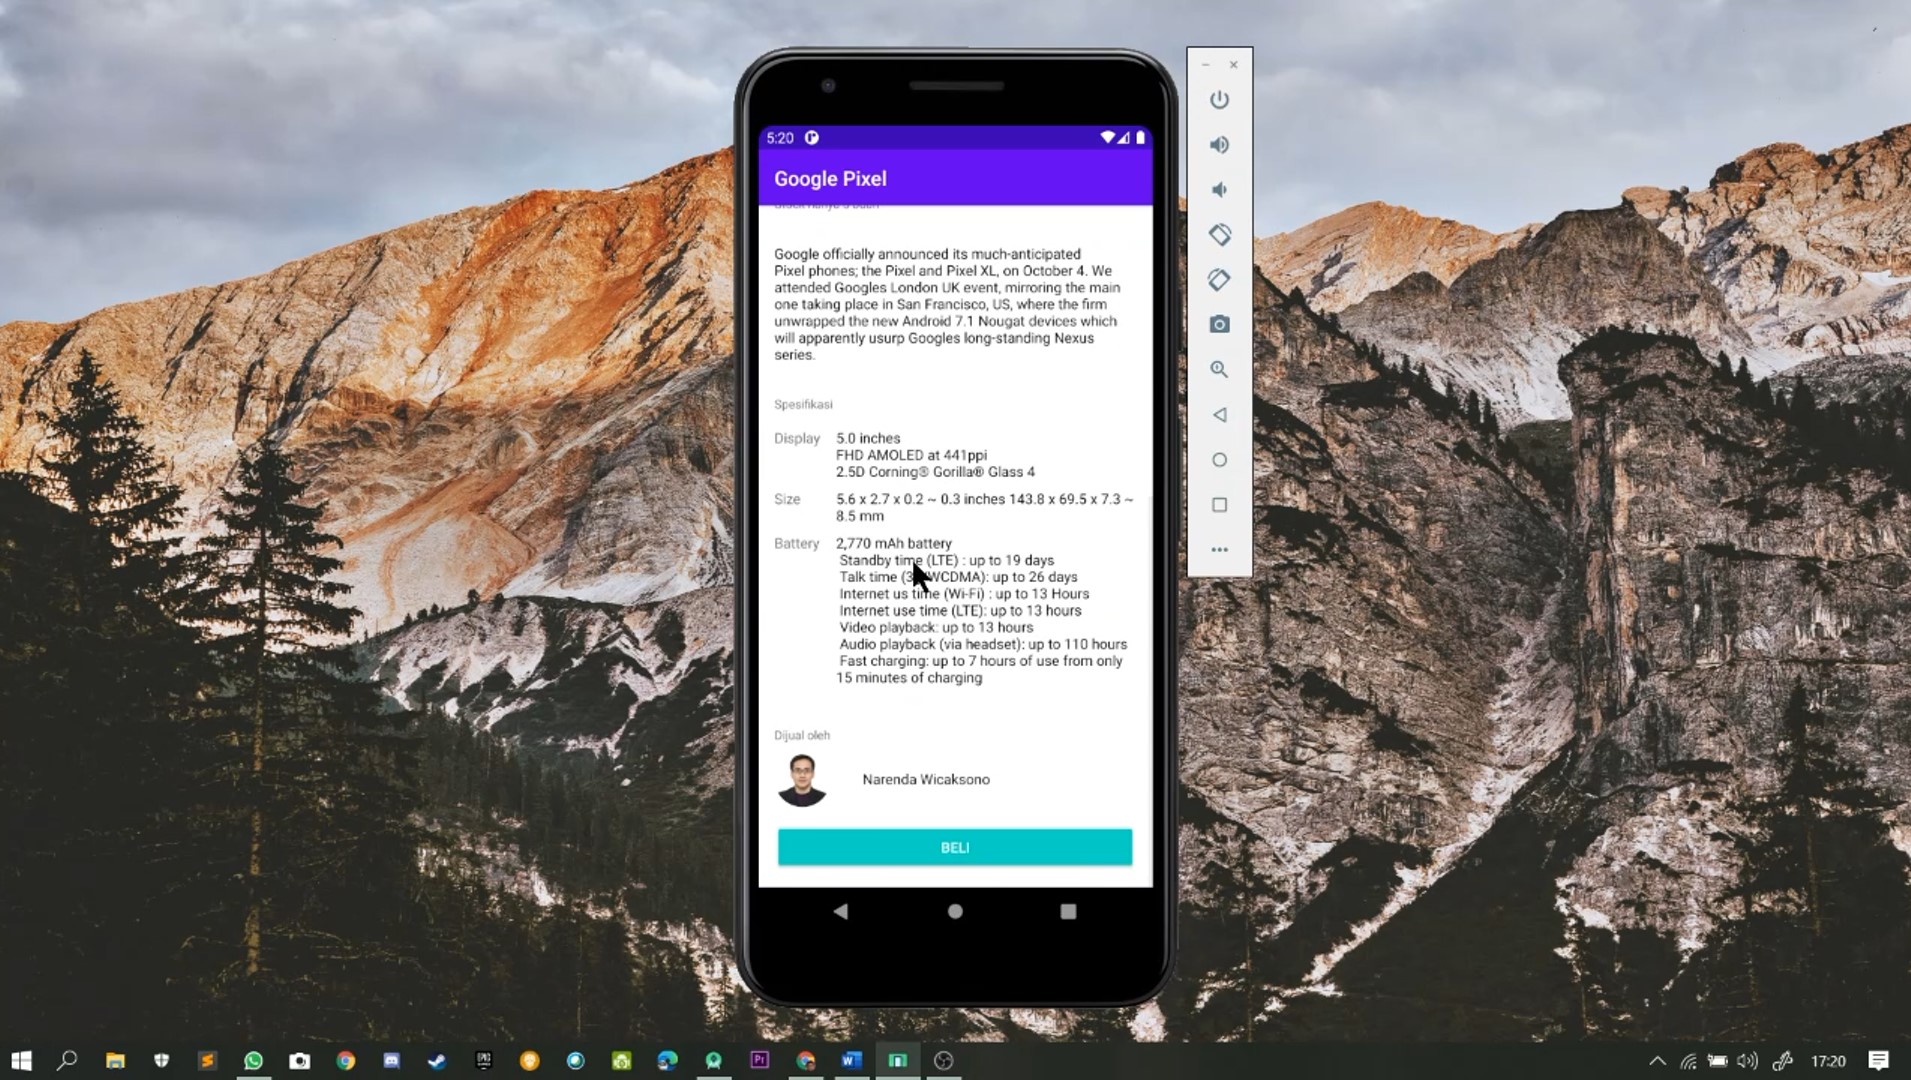 5:20
Google Pixel
Google officially announced its much-anticipated
Pixel phones; the Pixel and Pixel XL, on October 4. We
attended Googles London UK event, mirroring the main
one taking place in San Francisco, US, where the firm
unwrapped the new Android 7.1 Nougat devices which
will apparently usurp Googles long-standing Nexus
series.
Spesifikasi
Display
5.0 inches
FHD AMOLED at 441ppi
2.5D Corning® Gorilla® Glass 4
Size
5.6 x 2.7 x 0.2 ~ 0.3 inches 143.8 x 69.5 x 7.3 ~
8.5 mm
Battery
2,770 mAh battery
Standby time (LTE) : up to 19 days
Talk time (3 WCDMA): up to 26 days
Internet us time (Wi-Fi) : up to 13 Hours
Internet use time (LTE): up to 13 hours
Video playback: up to 13 hours
Audio playback (via headset): up to 110 hours
Fast charging: up to 7 hours of use from only
15 minutes of charging
Dijual oleh
Narenda Wicaksono
BELI
EPIC
Pr
W
17:20